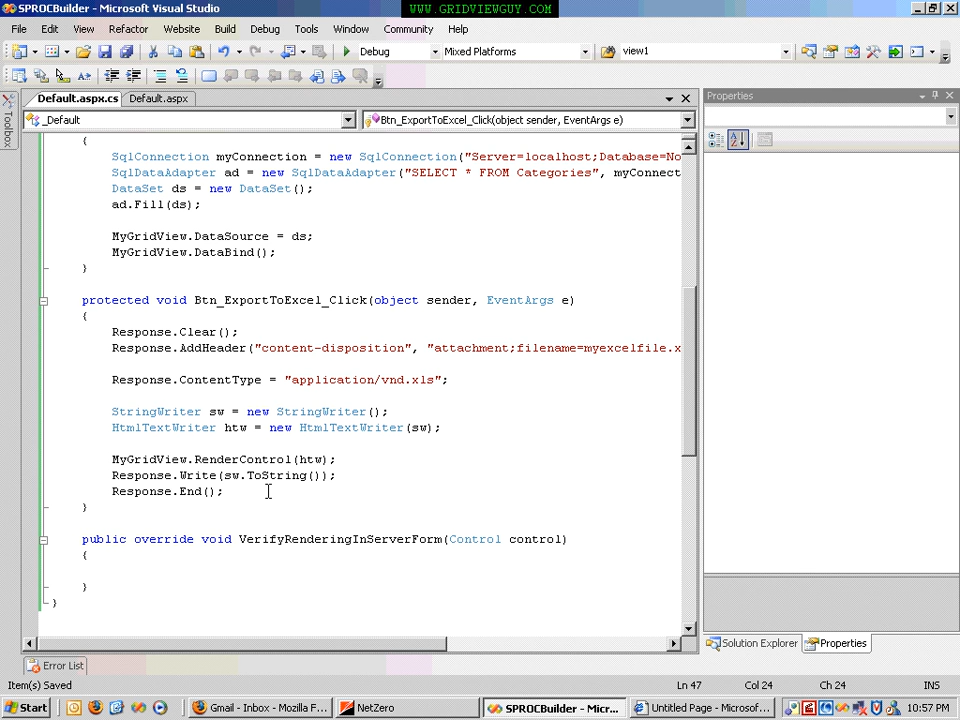 SPROCBuilder - Microsoft Visual Studio
WWW.GRIDVIEWGUY.COM
File Edit View Refactor Website Build Debug Tools Window Community Help
Debug Mixed Platforms view1
Default.aspx.cs Default.aspx
_Default Btn_ExportToExcel_Click(object sender, EventArgs e)
Toolbox
{
SqlConnection myConnection = new SqlConnection("Server=localhost;Database=No
SqlDataAdapter ad = new SqlDataAdapter("SELECT * FROM Categories", myConnect
DataSet ds = new DataSet();
ad.Fill(ds);
MyGridView.DataSource = ds;
MyGridView.DataBind();
}
protected void Btn_ExportToExcel_Click(object sender, EventArgs e)
{
Response.Clear();
Response.AddHeader("content-disposition", "attachment;filename=myexcelfile.x
Response.ContentType = "application/vnd.xls";
StringWriter sw = new StringWriter();
HtmlTextWriter htw = new HtmlTextWriter(sw);
MyGridView.RenderControl(htw);
Response.Write(sw.ToString());
Response.End();
}
public override void VerifyRenderingInServerForm(Control control)
{
}
}
Properties
Solution Explorer Properties
Error List
Item(s) Saved Ln 47 Col 24 Ch 24 INS
Start Gmail - Inbox - Mozilla F... NetZero SPROCBuilder - Micr... Untitled Page - Microsof... 10:57 PM